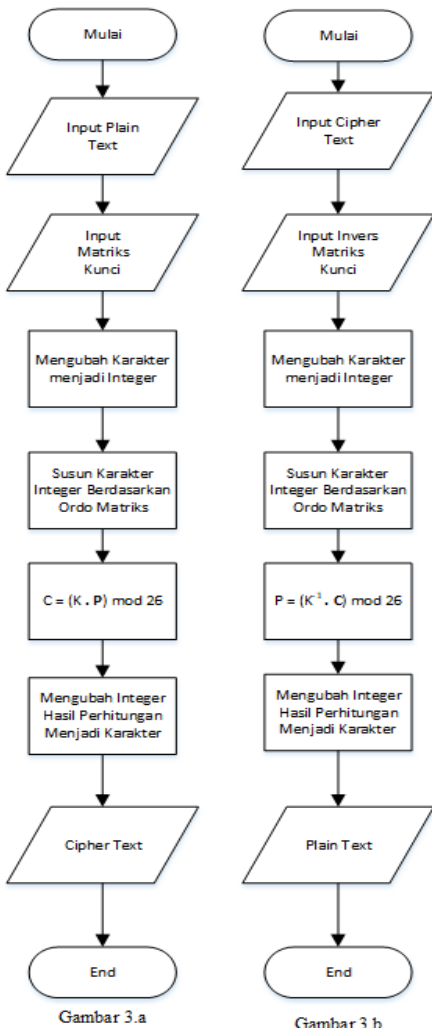 Mulai
Input Plain
Text
Input
Matriks
Kunci
Mengubah Karakter
menjadi Integer
Susun Karakter
Integer Berdasarkan
Ordo Matriks
C = (K . P) mod 26
Mengubah Integer
Hasil Perhitungan
Menjadi Karakter
Cipher Text
End
Gambar 3.a
Mulai
Input Cipher
Text
Input Invers
Matriks
Kunci
Mengubah Karakter
menjadi Integer
Susun Karakter
Integer Berdasarkan
Ordo Matriks
P = (K⁻¹ . C) mod 26
Mengubah Integer
Hasil Perhitungan
Menjadi Karakter
Plain Text
End
Gambar 3.b